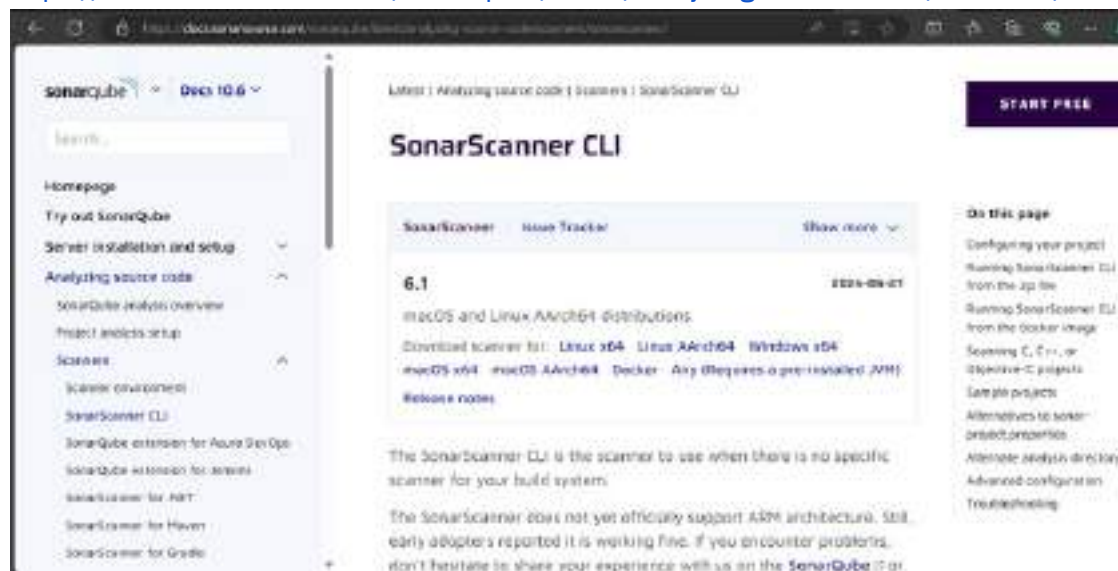 sonarqube Docs 10.6
Search...
Homepage
Try out SonarQube
Server installation and setup
Analyzing source code
SonarQube analysis overview
Project analysis setup
Scanners
Scanner environment
SonarScanner CLI
SonarQube extension for Azure DevOps
SonarQube extension for Jenkins
SonarScanner for .NET
SonarScanner for Maven
SonarScanner for Gradle
Latest | Analyzing source code | Scanners | SonarScanner CLI
SonarScanner CLI
SonarScanner Issue Tracker Show more
6.1
macOS and Linux AArch64 distributions
Download scanner for: Linux x64 Linux AArch64 Windows x64
macOS x64 macOS AArch64 Docker Any (Requires a pre-installed JVM)
Release notes
The SonarScanner CLI is the scanner to use when there is no specific
scanner for your build system.
The SonarScanner does not yet officially support ARM architecture. Still,
early adopters reported it is working fine. If you encounter problems,
don't hesitate to share your experience with us on the SonarQube or
START FREE
On this page
Configuring your project
Running SonarScanner CLI
from the zip file
Running SonarScanner CLI
from the Docker image
Scanning C, C++, or
Objective-C projects
Sample projects
Alternatives to sonar-
project.properties
Alternate analysis directory
Advanced configuration
Troubleshooting